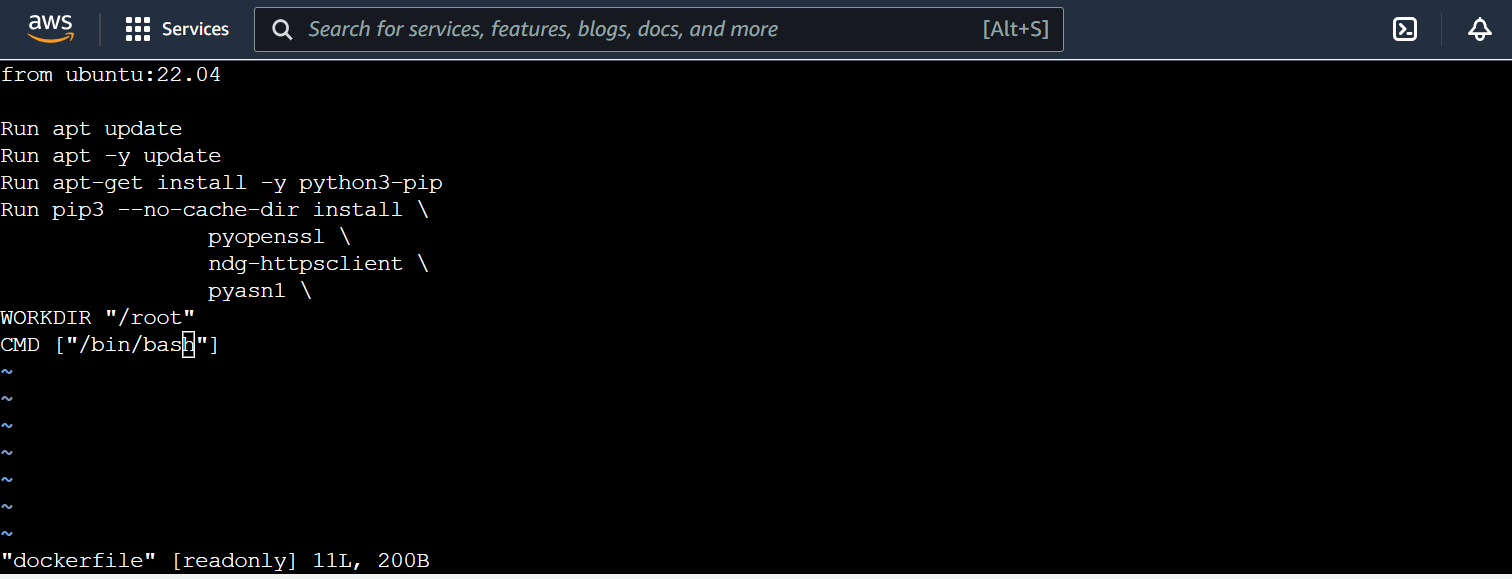 aws
Services
Search for services, features, blogs, docs, and more [Alt+S]
from ubuntu:22.04
Run apt update
Run apt -y update
Run apt-get install -y python3-pip
Run pip3 --no-cache-dir install \
pyopenssl \
ndg-httpsclient \
pyasn1 \
WORKDIR "/root"
CMD ["/bin/bash"]
~
~
~
~
~
~
~
"dockerfile" [readonly] 11L, 200B